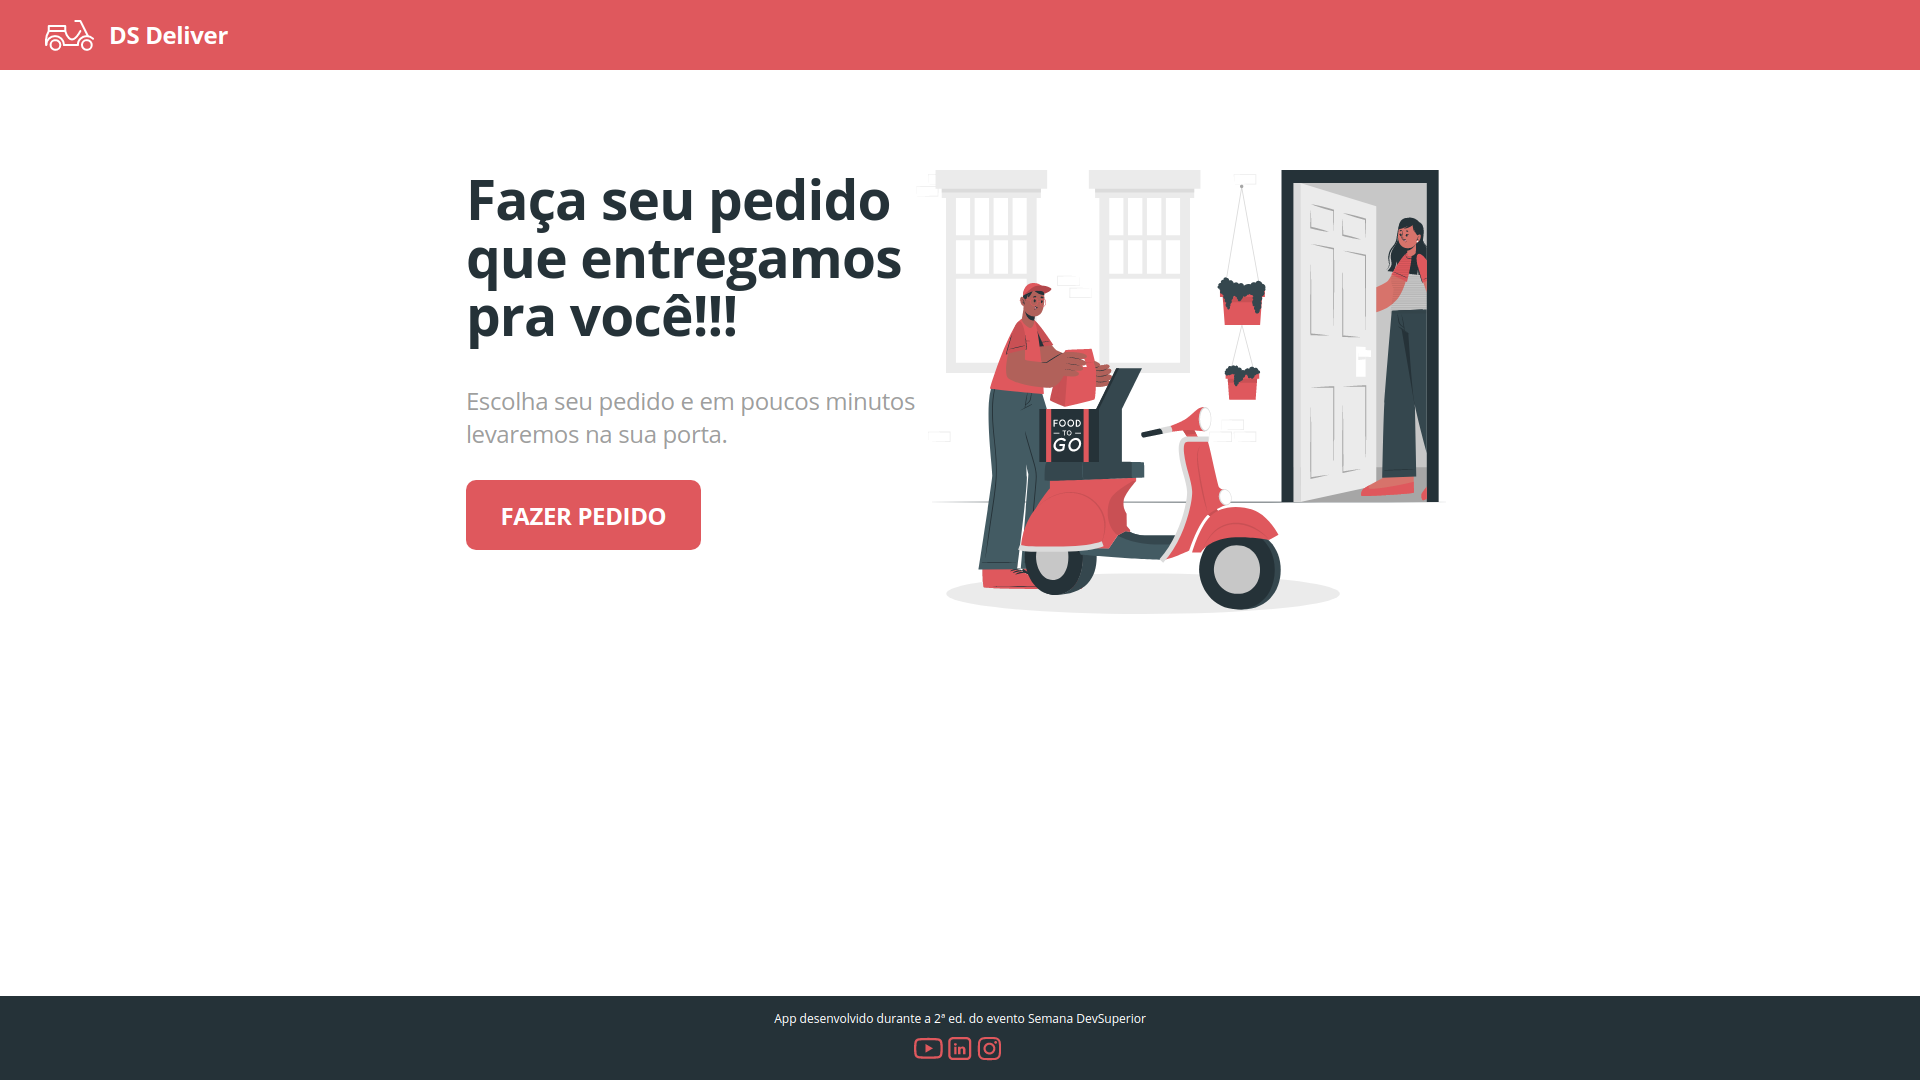 DS Deliver
Faça seu pedido
que entregamos
pra você!!!
Escolha seu pedido e em poucos minutos
levaremos na sua porta.
FAZER PEDIDO
FOOD
TO
GO
App desenvolvido durante a 2ª ed. do evento Semana DevSuperior
in